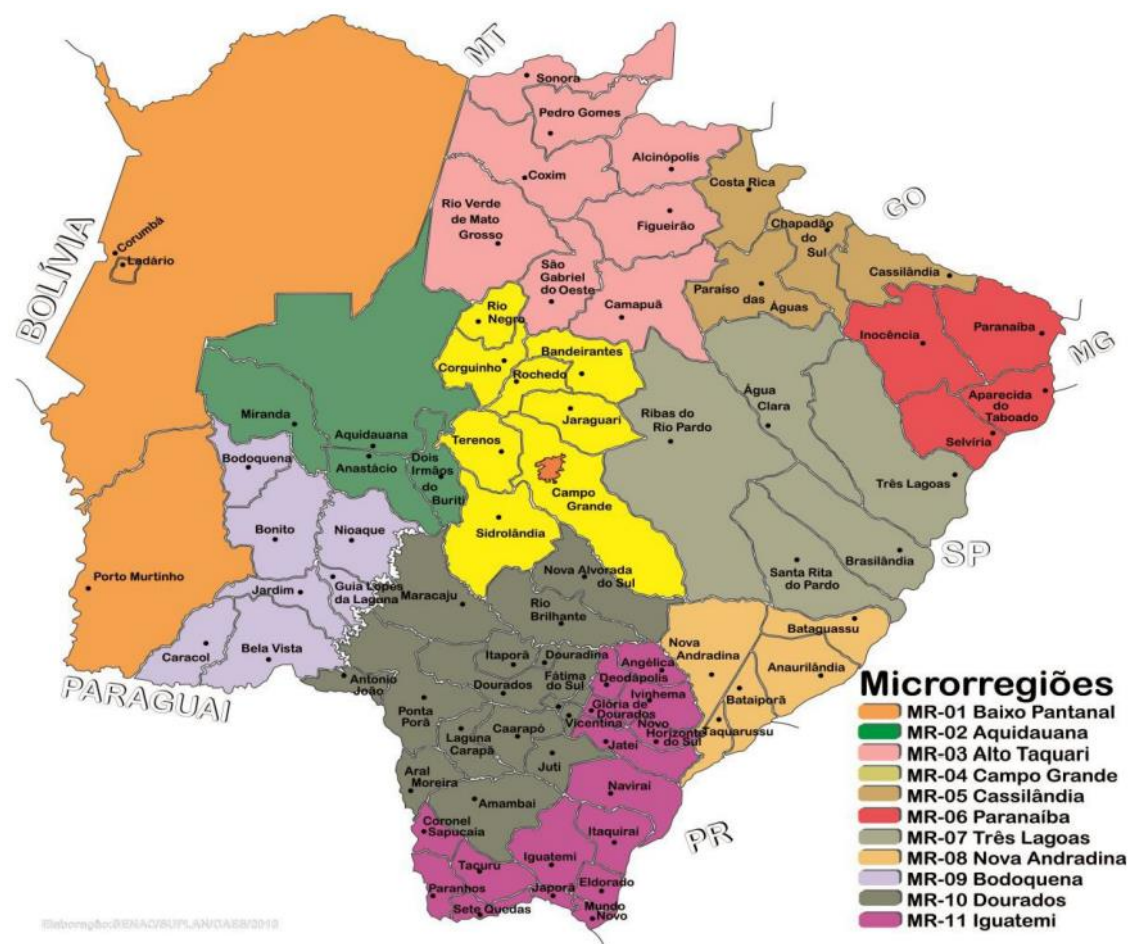 MT
Sonora
Pedro Gomes
Alcinópolis
Coxim
Costa Rica
GO
Rio Verde
de Mato
Grosso
Figueirão
Chapadão
do
Sul
BOLÍVIA
Corumbá
Ladário
São
Gabriel
do Oeste
Camapuã
Paraíso
das
Águas
Cassilândia
Rio
Negro
Inocência
Paranaíba
MG
Corguinho
Bandeirantes
Rochedo
Água
Clara
Aparecida
do
Taboado
Miranda
Jaraguari
Ribas do
Rio Pardo
Selvíria
Aquidauana
Terenos
Bodoquena
Anastácio
Dois
Irmãos
do
Buriti
Campo
Grande
Três Lagoas
Bonito
Nioaque
Sidrolândia
SP
Brasilândia
Porto Murtinho
Jardim
Guia Lopes
da Laguna
Maracaju
Nova Alvorada
do Sul
Santa Rita
do Pardo
Rio
Brilhante
Bataguassu
Caracol
Bela Vista
Nova
Andradina
Anaurilândia
PARAGUAI
Antonio
João
Itaporã
Douradina
Angélica
Deodápolis
Dourados
Fátima
do Sul
Ivighema
Bataiporã
Ponta
Porã
Glória de
Dourados
Vicentina
Novo
Horizonte
do Sul
Taquarussu
Laguna
Carapã
Caarapó
Jatei
Juti
Aral
Moreira
Amambai
Navirai
Coronel
Sapucaia
Itaquirai
PR
Tacuru
Iguatemi
Paranhos
Japorã
Eldorado
Sete Quedas
Mundo
Novo
Microrregiões
MR-01 Baixo Pantanal
MR-02 Aquidauana
MR-03 Alto Taquari
MR-04 Campo Grande
MR-05 Cassilândia
MR-06 Paranaíba
MR-07 Três Lagoas
MR-08 Nova Andradina
MR-09 Bodoquena
MR-10 Dourados
MR-11 Iguatemi